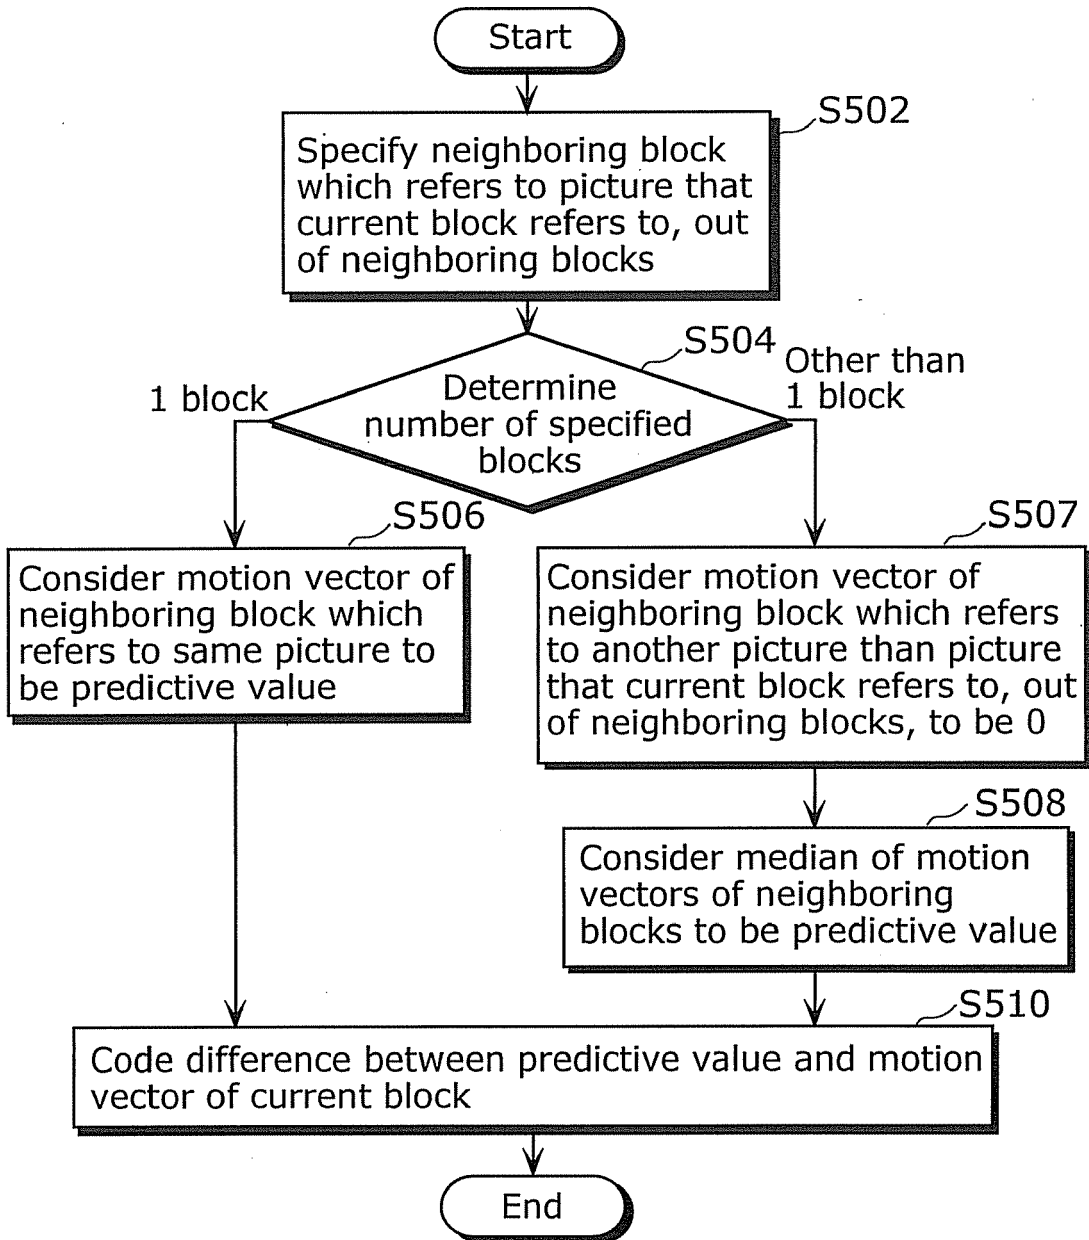 Start
S502
Specify neighboring block
which refers to picture that
current block refers to, out
of neighboring blocks
S504
Determine
number of specified
blocks
1 block
Other than
1 block
S506
Consider motion vector of
neighboring block which
refers to same picture to
be predictive value
S507
Consider motion vector of
neighboring block which refers
to another picture than picture
that current block refers to, out
of neighboring blocks, to be 0
S508
Consider median of motion
vectors of neighboring
blocks to be predictive value
S510
Code difference between predictive value and motion
vector of current block
End